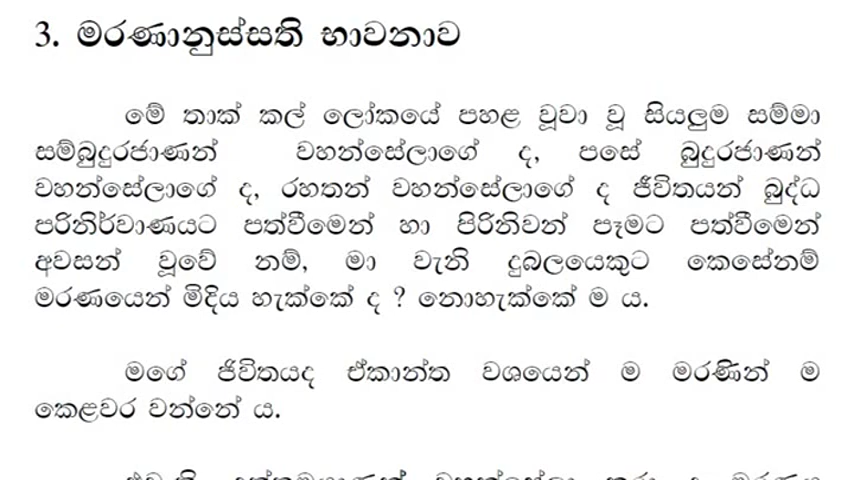 3. මරණානුස්සති භාවනාව
මේ තාක් කල් ලෝකයේ පහළ වූවා වූ සියලුම සම්මා
සම්බුදුරජාණන් වහන්සේලාගේ ද, පසේ බුදුරජාණන්
වහන්සේලාගේ ද, රහතන් වහන්සේලාගේ ද ජීවිතයන් බුද්ධ
පරිනිර්වාණයට පත්වීමෙන් හා පිරිනිවන් පෑමට පත්වීමෙන්
අවසන් වූවේ නම්, මා වැනි දුබලයෙකුට කෙසේනම්
මරණයෙන් මිදිය හැක්කේ ද ? නොහැක්කේ ම ය.
මගේ ජිවිතයද ඒකාන්ත වශයෙන් ම මරණින් ම
කෙළවර වන්නේ ය.